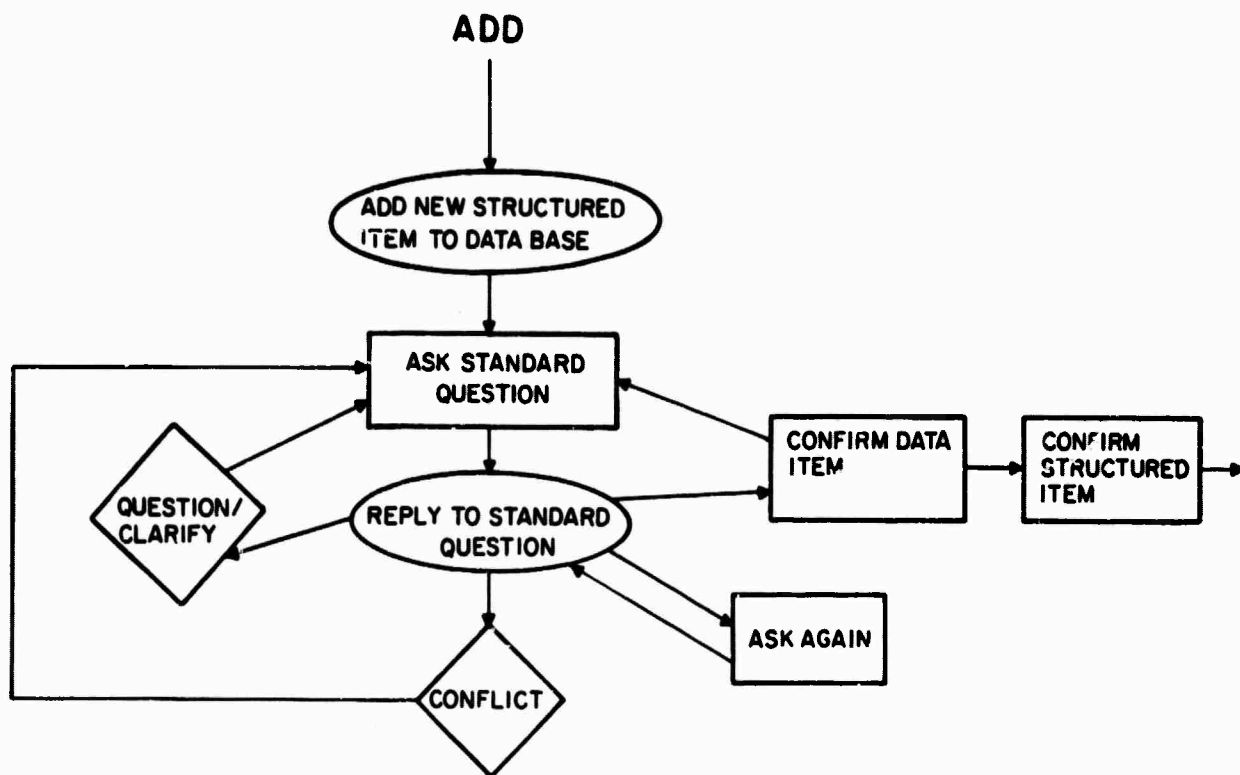 ADD
ADD NEW STRUCTURED
ITEM TO DATA BASE
ASK STANDARD
QUESTION
CONFIRM DATA
ITEM
CONFIRM
STRUCTURED
ITEM
QUESTION/
CLARIFY
REPLY TO STANDARD
QUESTION
ASK AGAIN
CONFLICT